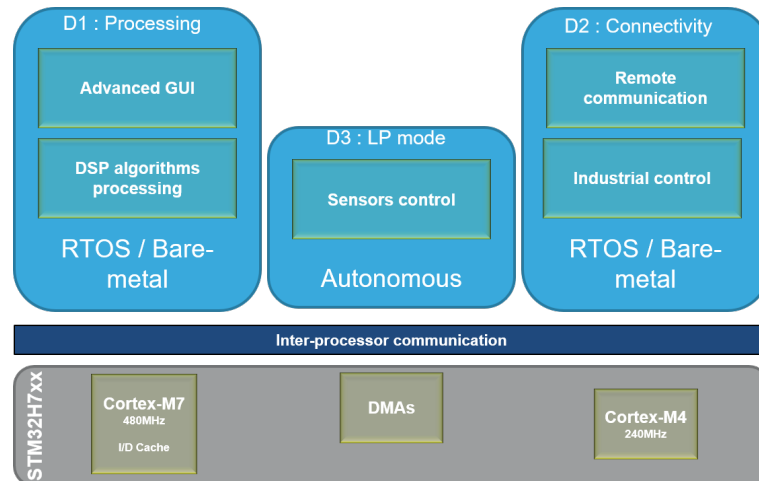 D1 : Processing
Advanced GUI
DSP algorithms
processing
RTOS / Bare-
metal
D3 : LP mode
Sensors control
Autonomous
D2 : Connectivity
Remote
communication
Industrial control
RTOS / Bare-
metal
Inter-processor communication
STM32H7xx
Cortex-M7
480MHz
I/D Cache
DMAs
Cortex-M4
240MHz